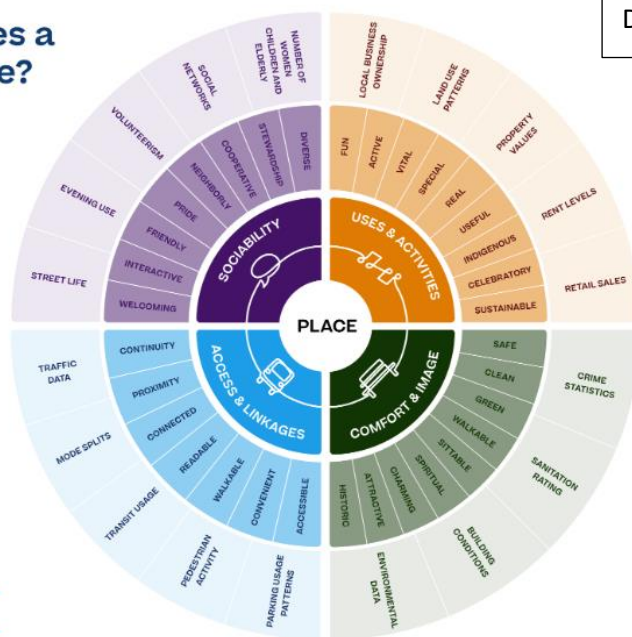 es a
e?
D
NUMBER OF
WOMEN
CHILDREN AND
ELDERLY
SOCIAL
NETWORKS
VOLUNTEERISM
EVENING USE
STREET LIFE
DIVERSE
STEWARDSHIP
COOPERATIVE
NEIGHBORLY
PRIDE
FRIENDLY
INTERACTIVE
WELCOMING
SOCIABILITY
LOCAL BUSINESS
OWNERSHIP
LAND USE
PATTERNS
PROPERTY
VALUES
RENT LEVELS
RETAIL SALES
FUN
ACTIVE
VITAL
SPECIAL
REAL
USEFUL
INDIGENOUS
CELEBRATORY
SUSTAINABLE
USES & ACTIVITIES
PLACE
ACCESS & LINKAGES
CONTINUITY
PROXIMITY
CONNECTED
READABLE
WALKABLE
CONVENIENT
ACCESSIBLE
TRAFFIC
DATA
MODE SPLITS
TRANSIT USAGE
PEDESTRIAN
ACTIVITY
PARKING USAGE
PATTERNS
COMFORT & IMAGE
SAFE
CLEAN
GREEN
WALKABLE
SITTABLE
SPIRITUAL
CHARMING
ATTRACTIVE
HISTORIC
CRIME
STATISTICS
SANITATION
RATING
BUILDING
CONDITIONS
ENVIRONMENTAL
DATA